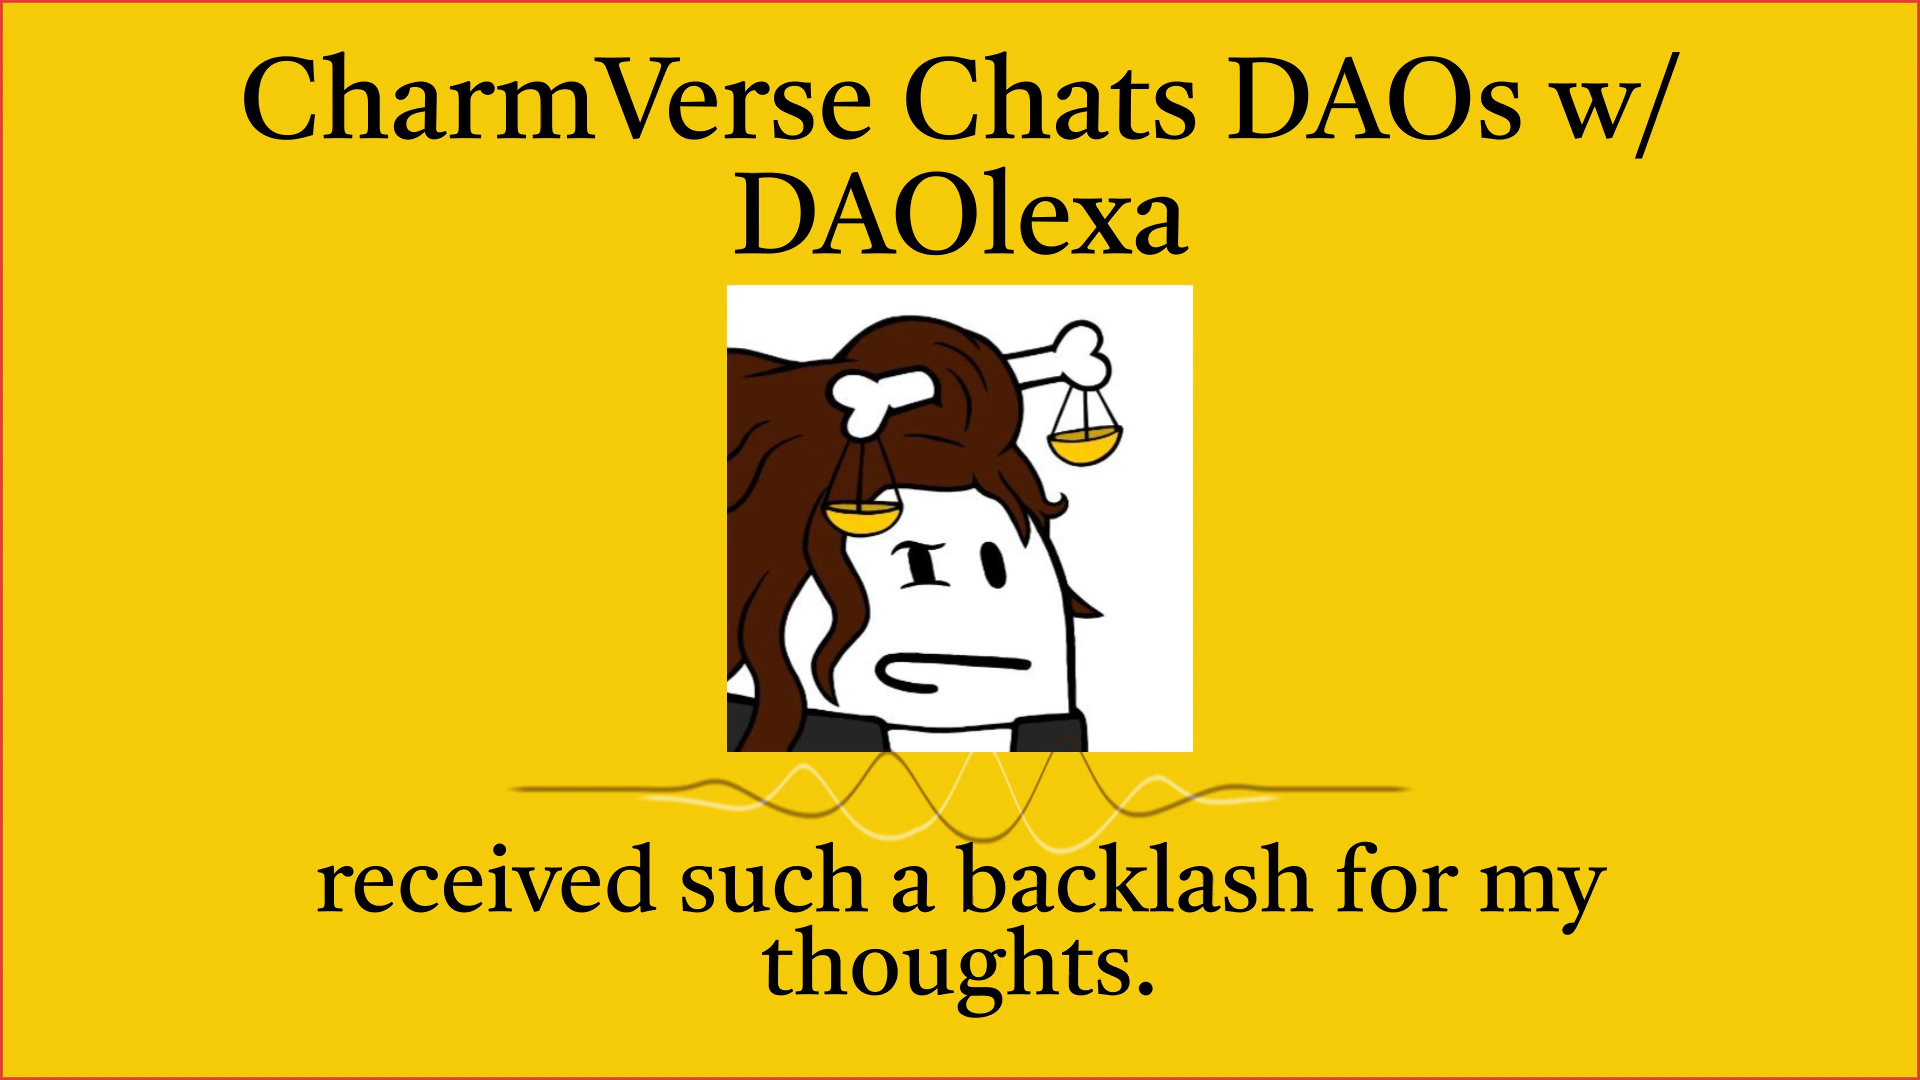 CharmVerse Chats DAOs w/
DAOlexa
received such a backlash for my
thoughts.